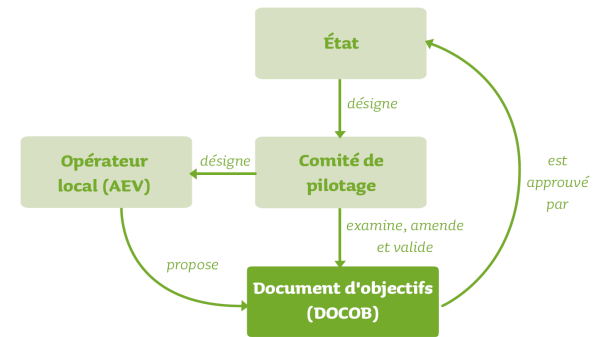 État
désigne
Opérateur
local (AEV)
désigne
Comité de
pilotage
est
approuvé
par
examine, amende
et valide
propose
Document d'objectifs
(DOCOB)